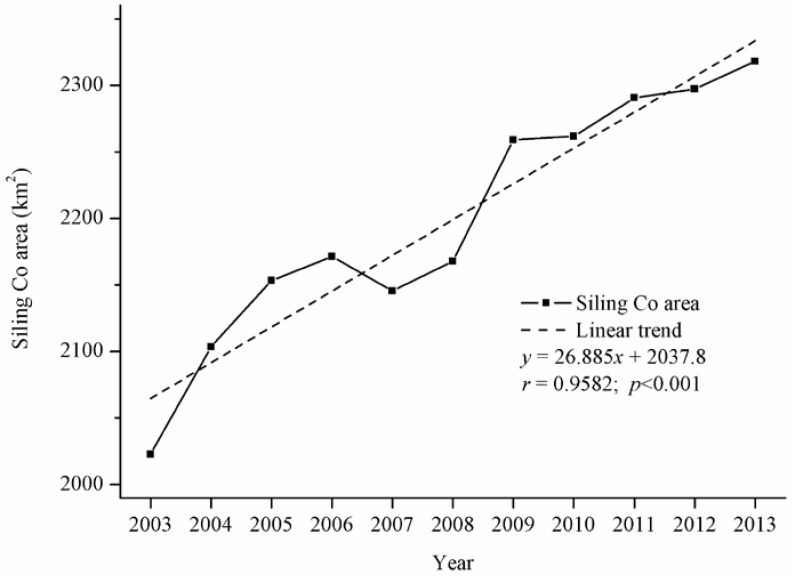 2300
2200
2100
2000
Siling Co area (km²)
Siling Co area
Linear trend
y = 26.885x + 2037.8
r = 0.9582; p<0.001
2003 2004 2005 2006 2007 2008 2009 2010 2011 2012 2013
Year